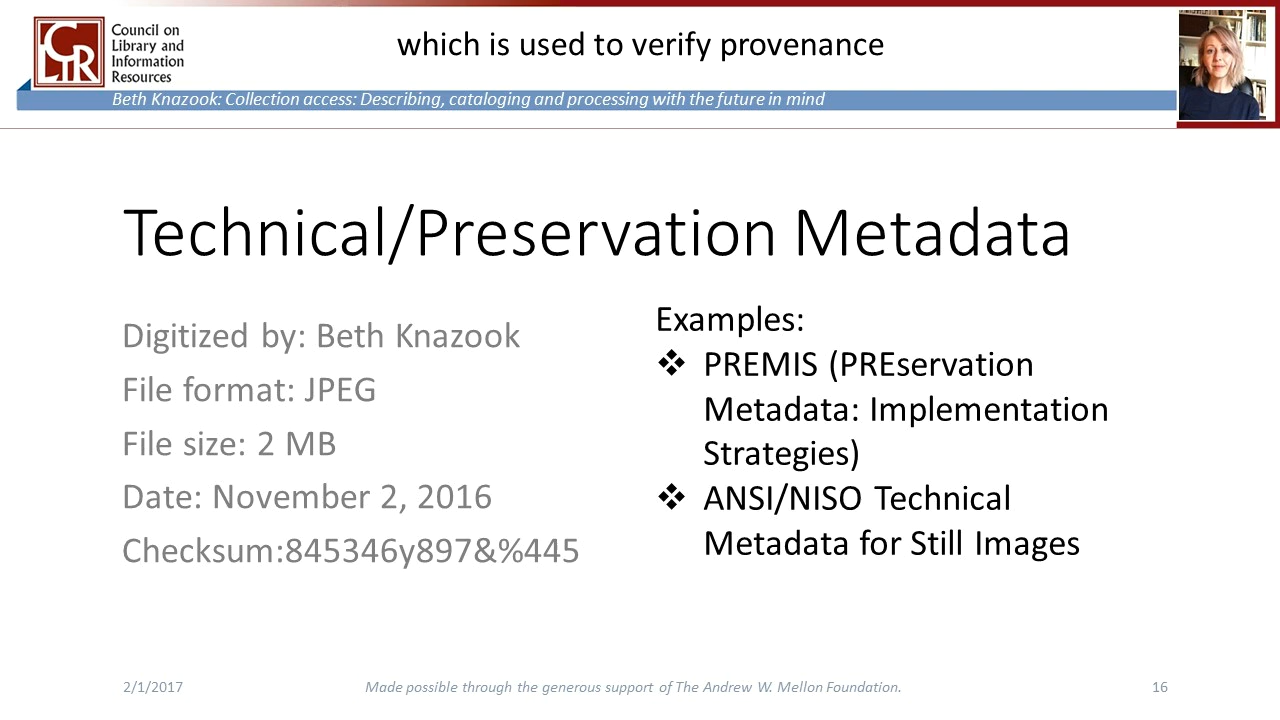 CLIR
Council on
Library and
Information
Resources
which is used to verify provenance
Beth Knazook: Collection access: Describing, cataloging and processing with the future in mind
Technical/Preservation Metadata
Digitized by: Beth Knazook
File format: JPEG
File size: 2 MB
Date: November 2, 2016
Checksum:845346y897&%445
Examples:
❖ PREMIS (PREservation
Metadata: Implementation
Strategies)
❖ ANSI/NISO Technical
Metadata for Still Images
2/1/2017
Made possible through the generous support of The Andrew W. Mellon Foundation.
16